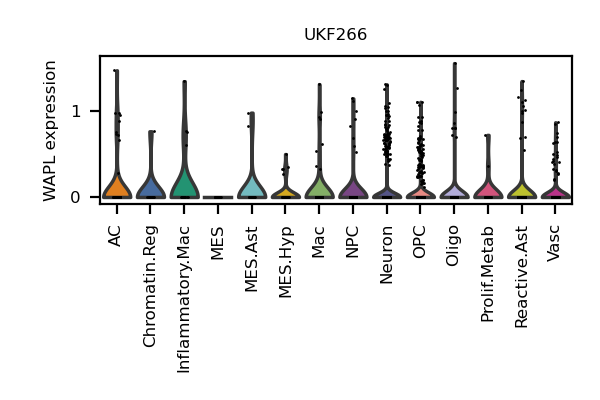 UKF266
WAPL expression
1
0
AC
Chromatin.Reg
Inflammatory.Mac
MES
MES.Ast
MES.Hyp
Mac
NPC
Neuron
OPC
Oligo
Prolif.Metab
Reactive.Ast
Vasc